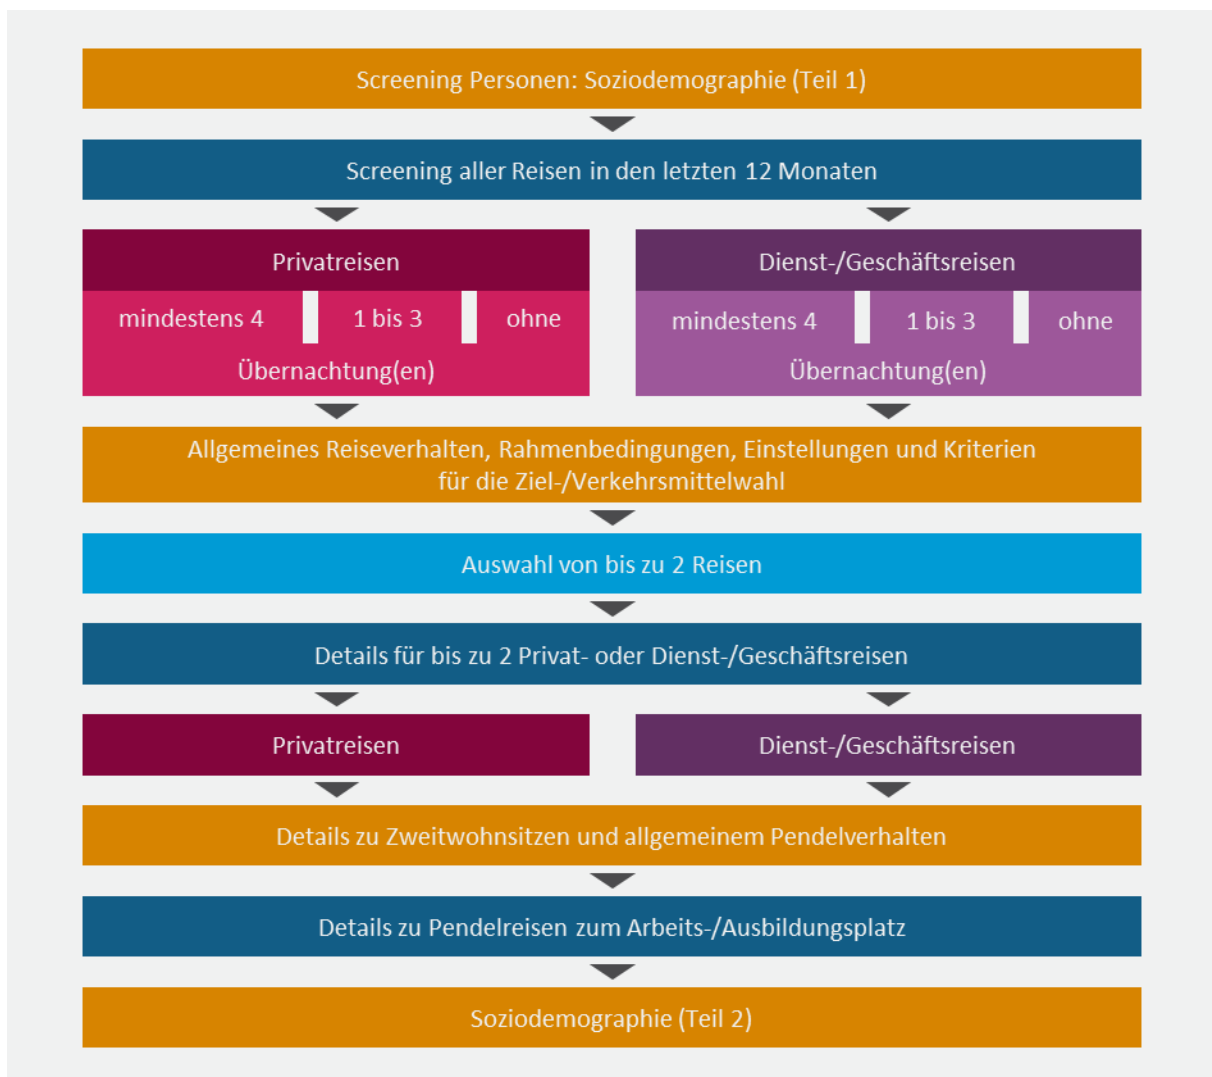 Screening Personen: Soziodemographie (Teil 1)
Screening aller Reisen in den letzten 12 Monaten
Privatreisen
mindestens 4 1 bis 3 ohne
Übernachtung(en)
Dienst-/Geschäftsreisen
mindestens 4 1 bis 3 ohne
Übernachtung(en)
Allgemeines Reiseverhalten, Rahmenbedingungen, Einstellungen und Kriterien
für die Ziel-/Verkehrsmittelwahl
Auswahl von bis zu 2 Reisen
Details für bis zu 2 Privat- oder Dienst-/Geschäftsreisen
Privatreisen
Dienst-/Geschäftsreisen
Details zu Zweitwohnsitzen und allgemeinem Pendelverhalten
Details zu Pendelreisen zum Arbeits-/Ausbildungsplatz
Soziodemographie (Teil 2)